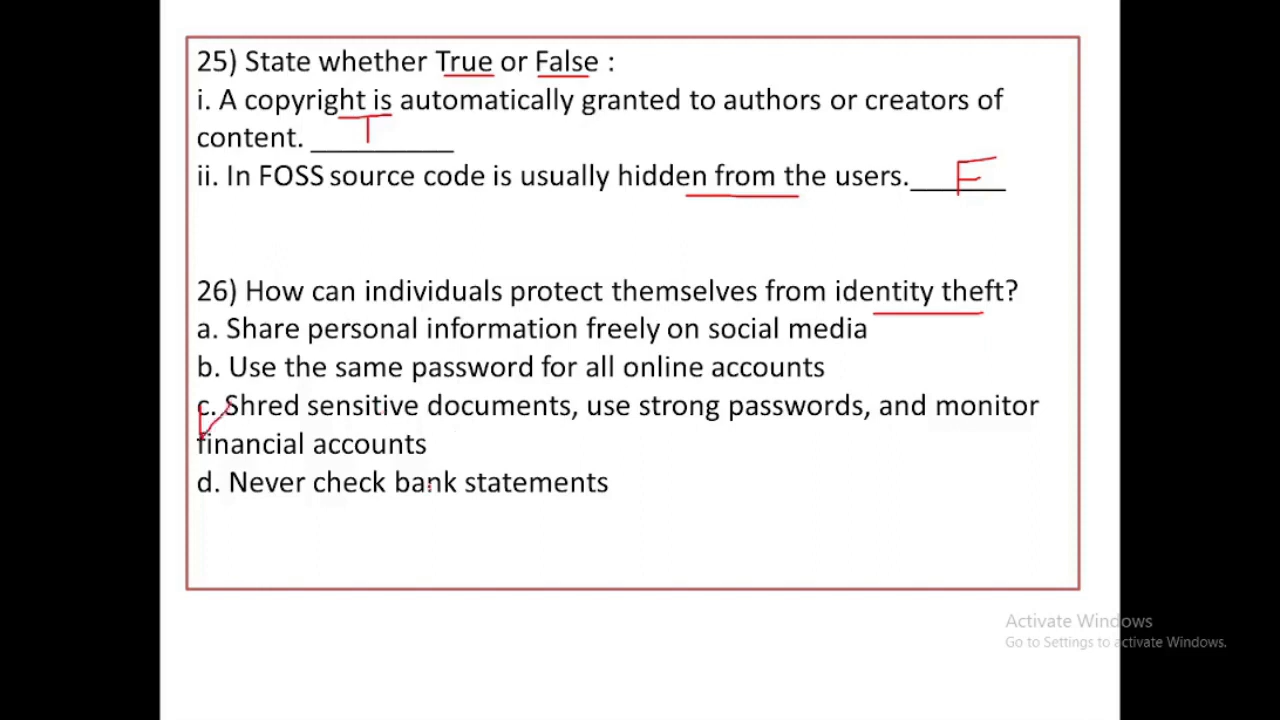 25) State whether True or False :
i. A copyright is automatically granted to authors or creators of
content. __________ T
ii. In FOSS source code is usually hidden from the users.______ F
26) How can individuals protect themselves from identity theft?
a. Share personal information freely on social media
b. Use the same password for all online accounts
c. Shred sensitive documents, use strong passwords, and monitor
financial accounts
d. Never check bank statements
Activate Windows
Go to Settings to activate Windows.